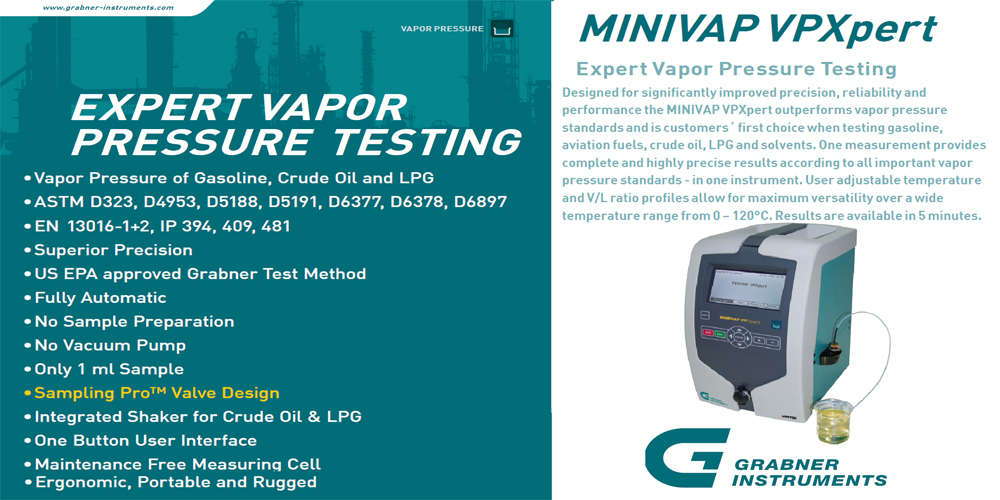 www.grabner-instruments.com
VAPOR PRESSURE
EXPERT VAPOR
PRESSURE TESTING
• Vapor Pressure of Gasoline, Crude Oil and LPG
• ASTM D323, D4953, D5188, D5191, D6377, D6378, D6897
• EN 13016-1+2, IP 394, 409, 481
• Superior Precision
• US EPA approved Grabner Test Method
• Fully Automatic
• No Sample Preparation
• No Vacuum Pump
• Only 1 ml Sample
• Sampling Pro™ Valve Design
• Integrated Shaker for Crude Oil & LPG
• One Button User Interface
• Maintenance Free Measuring Cell
• Ergonomic, Portable and Rugged
MINIVAP VPXpert
Expert Vapor Pressure Testing
Designed for significantly improved precision, reliability and
performance the MINIVAP VPXpert outperforms vapor pressure
standards and is customers´ first choice when testing gasoline,
aviation fuels, crude oil, LPG and solvents. One measurement provides
complete and highly precise results according to all important vapor
pressure standards - in one instrument. User adjustable temperature
and V/L ratio profiles allow for maximum versatility over a wide
temperature range from 0 – 120°C. Results are available in 5 minutes.
MINIVAP VPXpert
GRABNER
INSTRUMENTS